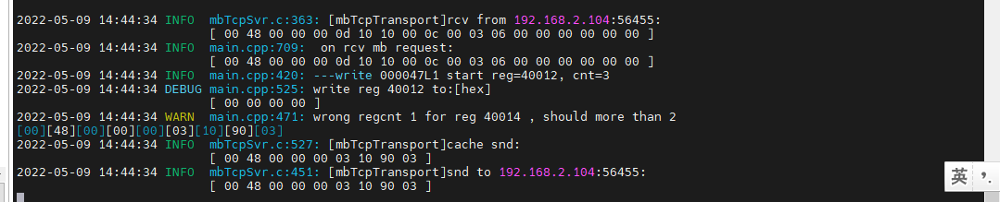 2022-05-09 14:44:34 INFO  mbTcpSvr.c:363: [mbTcpTransport]rcv from 192.168.2.104:56455:
[ 00 48 00 00 00 0d 10 10 00 0c 00 03 06 00 00 00 00 00 00 ]
2022-05-09 14:44:34 INFO  main.cpp:709:  on rcv mb request:
[ 00 48 00 00 00 0d 10 10 00 0c 00 03 06 00 00 00 00 00 00 ]
2022-05-09 14:44:34 INFO  main.cpp:420: ---write 000047L1 start reg=40012, cnt=3
2022-05-09 14:44:34 DEBUG main.cpp:525: write reg 40012 to:[hex]
[ 00 00 00 00 ]
2022-05-09 14:44:34 WARN  main.cpp:471: wrong regcnt 1 for reg 40014 , should more than 2
[00][48][00][00][00][03][10][90][03]
2022-05-09 14:44:34 INFO  mbTcpSvr.c:527: [mbTcpTransport]cache snd:
[ 00 48 00 00 00 03 10 90 03 ]
2022-05-09 14:44:34 INFO  mbTcpSvr.c:451: [mbTcpTransport]snd to 192.168.2.104:56455:
[ 00 48 00 00 00 03 10 90 03 ]
英 ,.